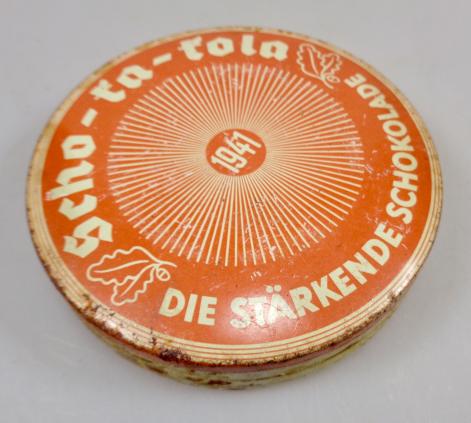 Scho-ka-kola
1941
DIE STÄRKENDE SCHOKOLADE